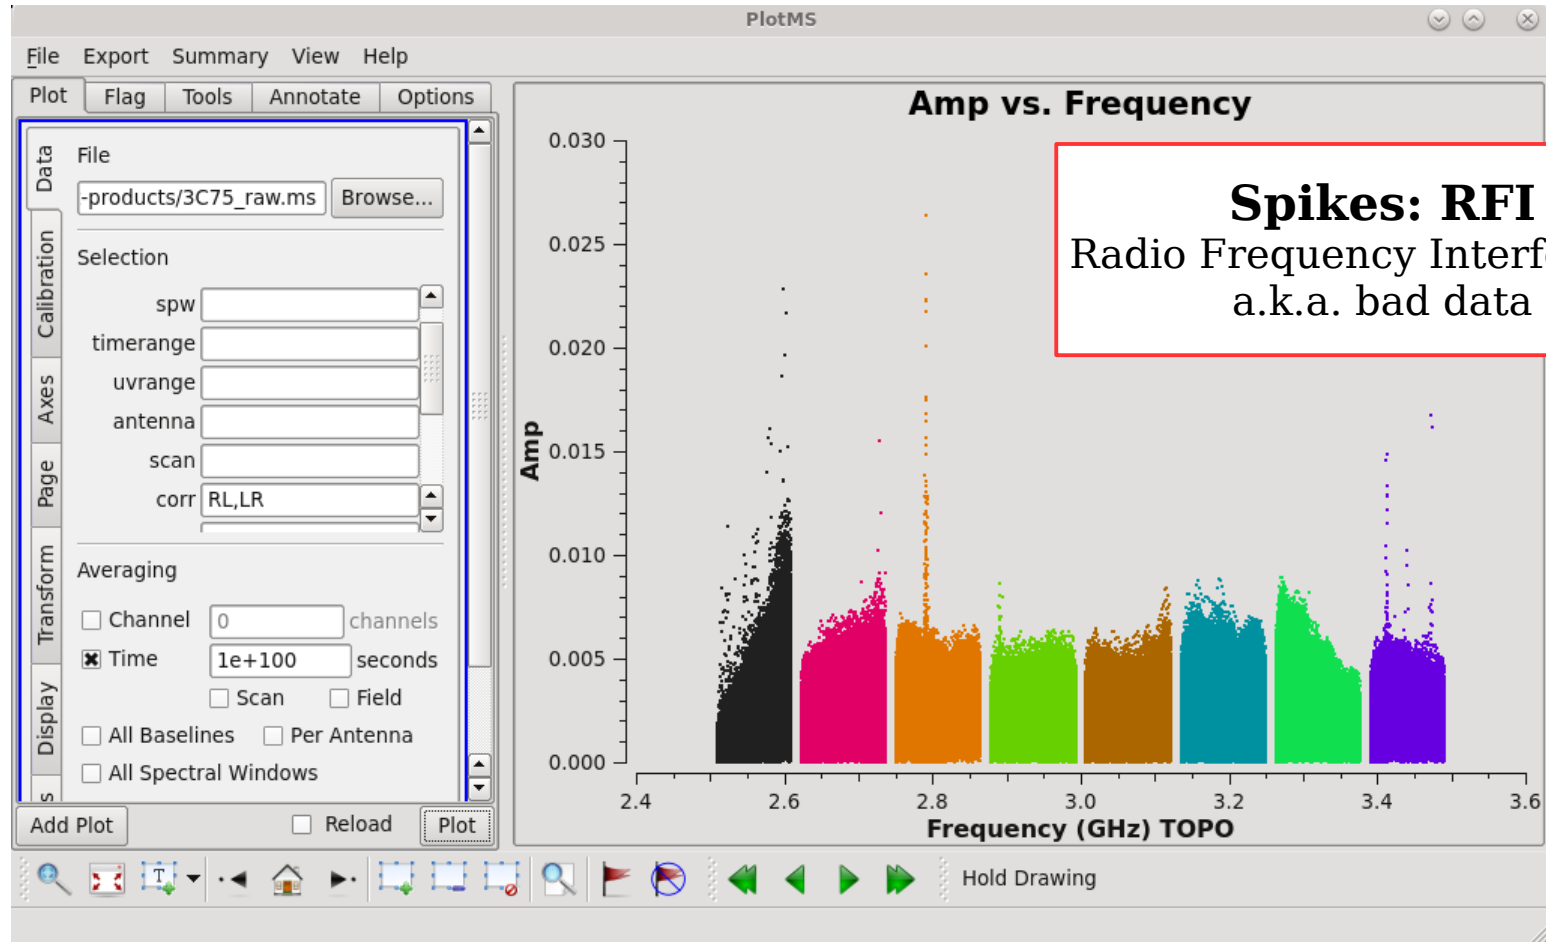 PlotMS
File Export Summary View Help
Plot Flag Tools Annotate Options
Data
Calibration
Axes
Page
Transform
Display
File
-products/3C75_raw.ms Browse...
Selection
spw
timerange
uvrange
antenna
scan
corr RL,LR
Averaging
Channel 0 channels
Time 1e+100 seconds
Scan Field
All Baselines Per Antenna
All Spectral Windows
Add Plot Reload Plot
Amp vs. Frequency
Spikes: RFI
Radio Frequency Interf
a.k.a. bad data
Amp
0.030
0.025
0.020
0.015
0.010
0.005
0.000
2.4 2.6 2.8 3.0 3.2 3.4 3.6
Frequency (GHz) TOPO
T
Hold Drawing